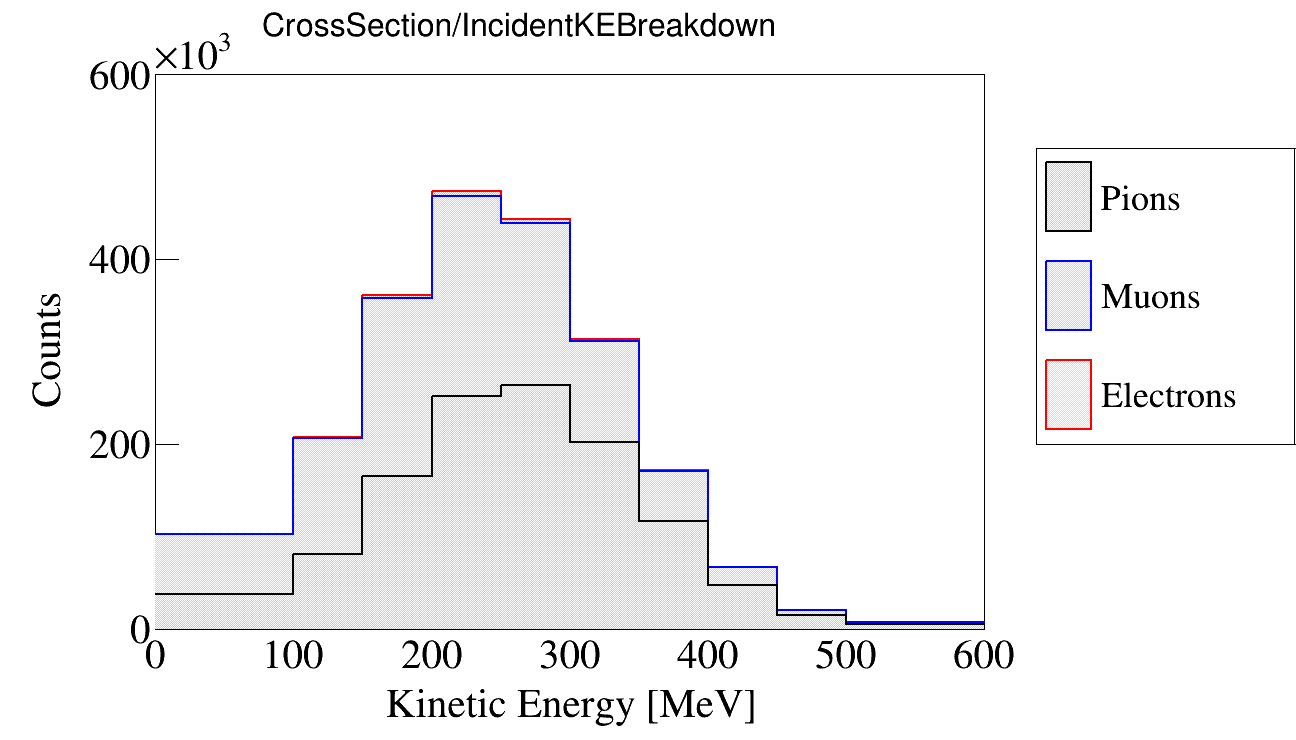 CrossSection/IncidentKEBreakdown
×10³
600
400
200
0
Counts
0 100 200 300 400 500 600
Kinetic Energy [MeV]
Pions
Muons
Electrons